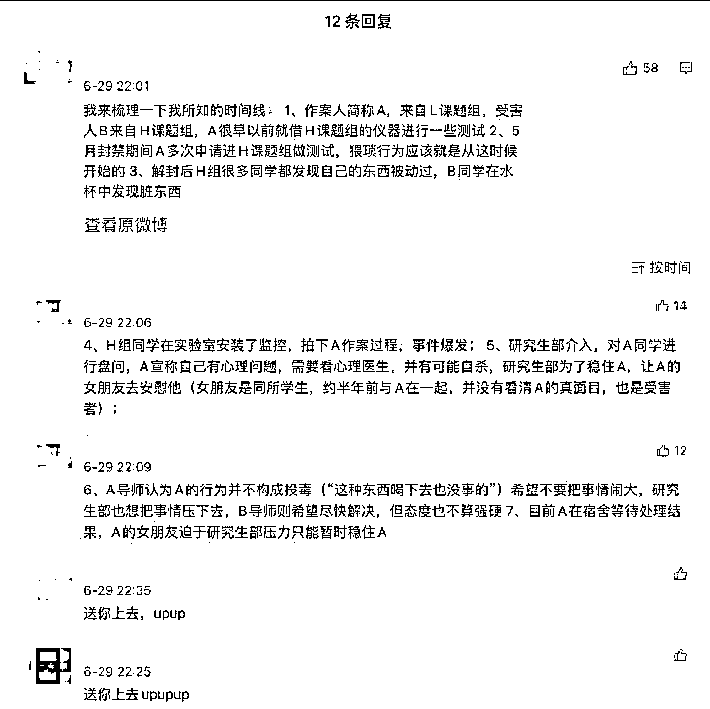 12 条回复
58
6-29 22:01
我来梳理一下我所知的时间线：1、作案人简称A，来自L课题组，受害
人B来自H课题组，A很早以前就借H课题组的仪器进行一些测试 2、5
月封禁期间A多次申请进H课题组做测试，猥琐行为应该就是从这时候
开始的 3、解封后H组很多同学都发现自己的东西被动过，B同学在水
杯中发现脏东西
查看原微博
按时间
14
6-29 22:06
4、H组同学在实验室安装了监控，拍下A作案过程，事件爆发； 5、研究生部介入，对A同学进
行盘问，A宣称自己有心理问题，需要看心理医生，并有可能自杀，研究生部为了稳住A，让A的
女朋友去安慰他（女朋友是同所学生，约半年前与A在一起，并没有看清A的真面目，也是受害
者）；
12
6-29 22:09
6、A导师认为A的行为并不构成投毒（“这种东西喝下去也没事的”）希望不要把事情闹大，研究
生部也想把事情压下去，B导师则希望尽快解决，但态度也不算强硬 7、目前A在宿舍等待处理结
果，A的女朋友迫于研究生部压力只能暂时稳住A
6-29 22:35
送你上去，upup
6-29 22:25
送你上去upupup